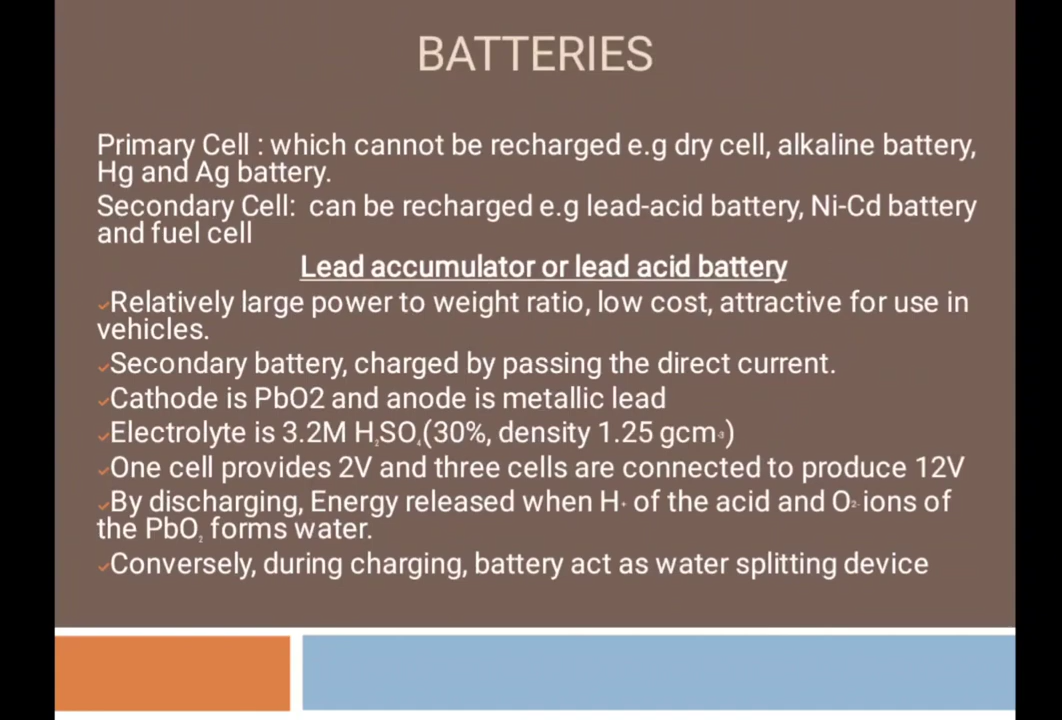 BATTERIES
Primary Cell : which cannot be recharged e.g dry cell, alkaline battery,
Hg and Ag battery.
Secondary Cell: can be recharged e.g lead-acid battery, Ni-Cd battery
and fuel cell
Lead accumulator or lead acid battery
✓Relatively large power to weight ratio, low cost, attractive for use in
vehicles.
✓Secondary battery, charged by passing the direct current.
✓Cathode is PbO2 and anode is metallic lead
✓Electrolyte is 3.2M H₂SO₄(30%, density 1.25 gcm⁻³)
✓One cell provides 2V and three cells are connected to produce 12V
✓By discharging, Energy released when H⁺ of the acid and O²⁻ ions of
the PbO₂ forms water.
✓Conversely, during charging, battery act as water splitting device